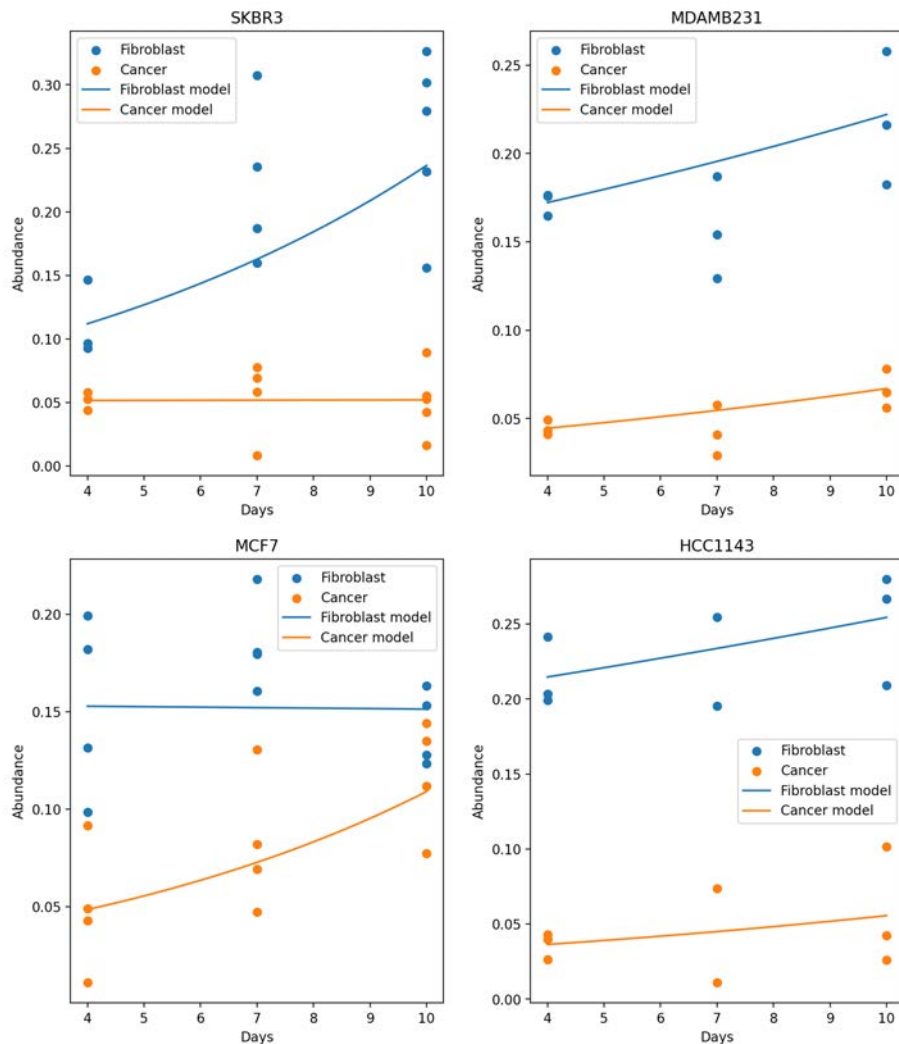 SKBR3
Fibroblast
Cancer
Fibroblast model
Cancer model
Abundance
0.30
0.25
0.20
0.15
0.10
0.05
0.00
4 5 6 7 8 9 10
Days
MDAMB231
Fibroblast
Cancer
Fibroblast model
Cancer model
Abundance
0.25
0.20
0.15
0.10
0.05
4 5 6 7 8 9 10
Days
MCF7
Fibroblast
Cancer
Fibroblast model
Cancer model
Abundance
0.20
0.15
0.10
0.05
4 5 6 7 8 9 10
Days
HCC1143
Fibroblast
Cancer
Fibroblast model
Cancer model
Abundance
0.25
0.20
0.15
0.10
0.05
0.00
4 5 6 7 8 9 10
Days